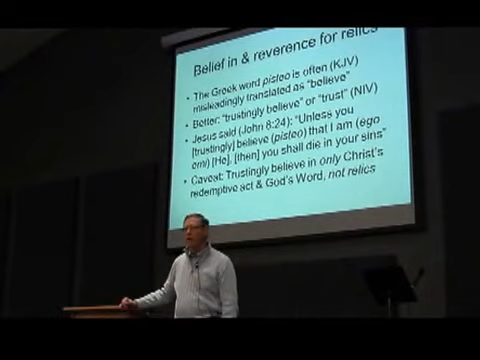 Belief in & reverence for relics
• The Greek word pisteo is often (KJV)
misleadingly translated as "believe"
• Better: "trustingly believe" or "trust" (NIV)
• Jesus said (John 8:24): "Unless you
[trustingly] believe (pisteo) that I am (ego
emi) [He], [then] you shall die in your sins"
• Caveat: Trustingly believe in only Christ's
redemptive act & God's Word, not relics